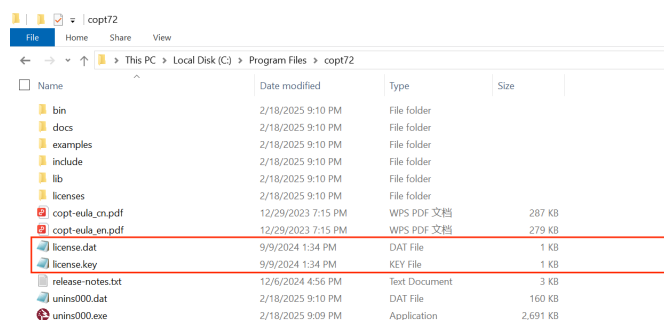 copt72
File Home Share View
This PC > Local Disk (C:) > Program Files > copt72
Name Date modified Type Size
bin 2/18/2025 9:10 PM File folder
docs 2/18/2025 9:10 PM File folder
examples 2/18/2025 9:10 PM File folder
include 2/18/2025 9:10 PM File folder
lib 2/18/2025 9:10 PM File folder
licenses 2/18/2025 9:10 PM File folder
copt-eula_cn.pdf 12/29/2023 7:15 PM WPS PDF 文档 287 KB
copt-eula_en.pdf 12/29/2023 7:15 PM WPS PDF 文档 279 KB
license.dat 9/9/2024 1:34 PM DAT File 1 KB
license.key 9/9/2024 1:34 PM KEY File 1 KB
release-notes.txt 12/6/2024 4:56 PM Text Document 3 KB
unins000.dat 2/18/2025 9:10 PM DAT File 160 KB
unins000.exe 2/18/2025 9:09 PM Application 2,691 KB